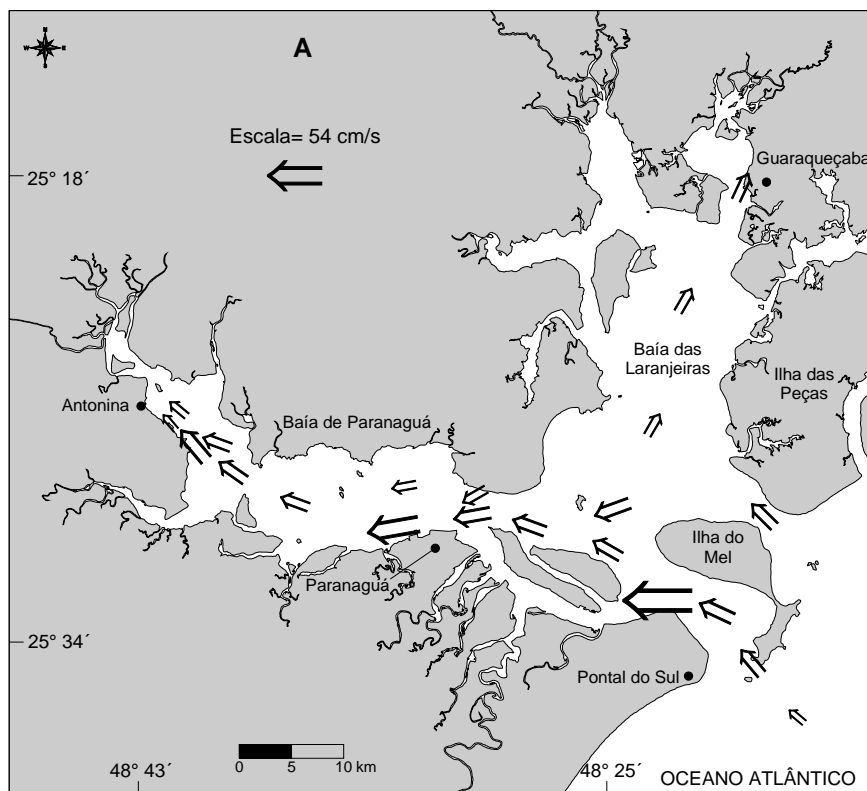 A
N
W
E
S
Escala= 54 cm/s
25° 18´
Guaraqueçaba
Baía das
Laranjeiras
Ilha das
Peças
Antonina
Baía de Paranaguá
Ilha do
Mel
Paranaguá
25° 34´
Pontal do Sul
0 5 10 km
48° 43´
48° 25´
OCEANO ATLÂNTICO